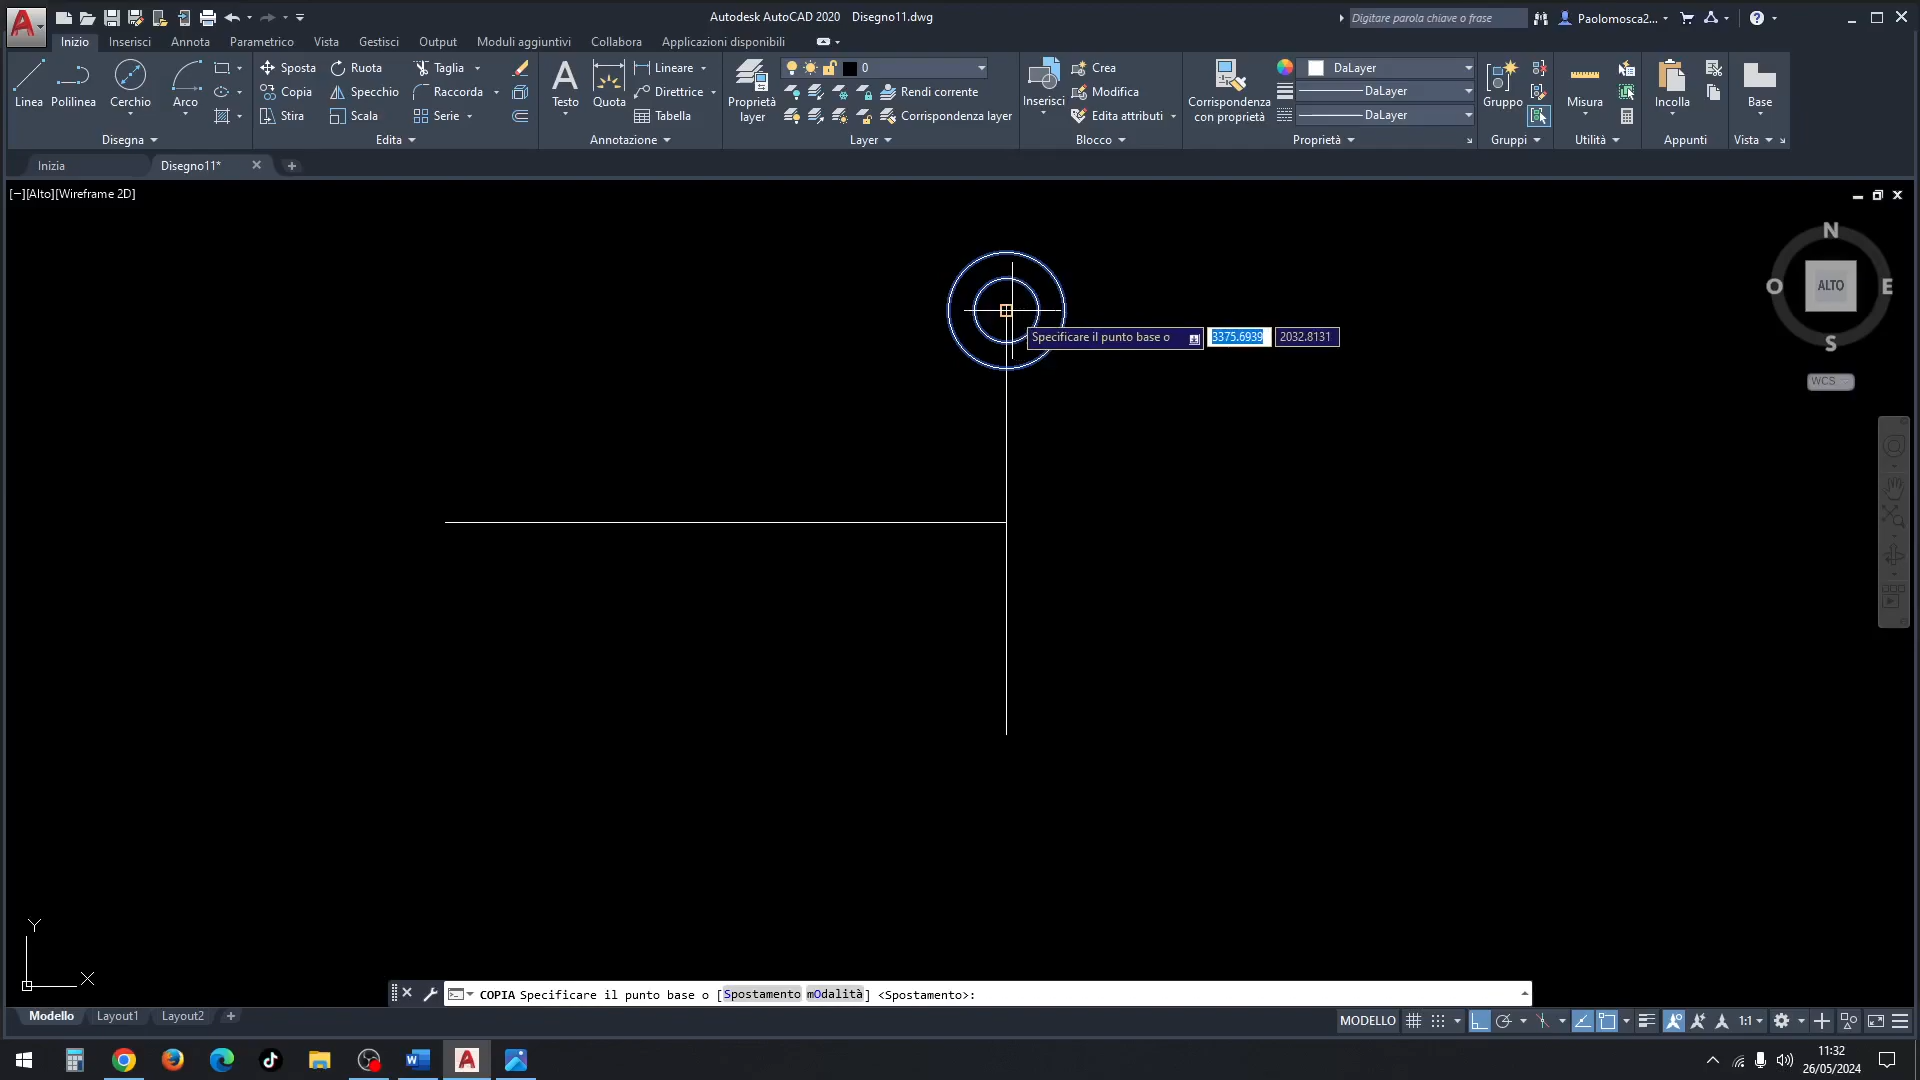 Autodesk AutoCAD 2020 Disegno11.dwg
Digitare parola chiave o frase
Paolomosca2...
Inizio Inserisci Annota Parametrico Vista Gestisci Output Moduli aggiuntivi Collabora Applicazioni disponibili
Linea Polilinea Cerchio Arco
Sposta Ruota Taglia
Copia Specchio Raccorda
Stira Scala Serie
Testo Quota
Lineare
Direttrice
Tabella
Proprietà layer
0
Rendi corrente
Corrispondenza layer
Inserisci
Crea
Modifica
Edita attributi
Corrispondenza con proprietà
DaLayer
DaLayer
DaLayer
Gruppo
Misura
Incolla
Base
Disegna Edita Annotazione Layer Blocco Proprietà Gruppi Utilità Appunti Vista
Inizia Disegno11*
[−][Alto][Wireframe 2D]
N
O ALTO E
S
WCS
Specificare il punto base o 3375.6939 2032.8131
Y
X
COPIA Specificare il punto base o [Spostamento mOdalità] <Spostamento>:
Modello Layout1 Layout2
MODELLO 1:1
11:32
26/05/2024